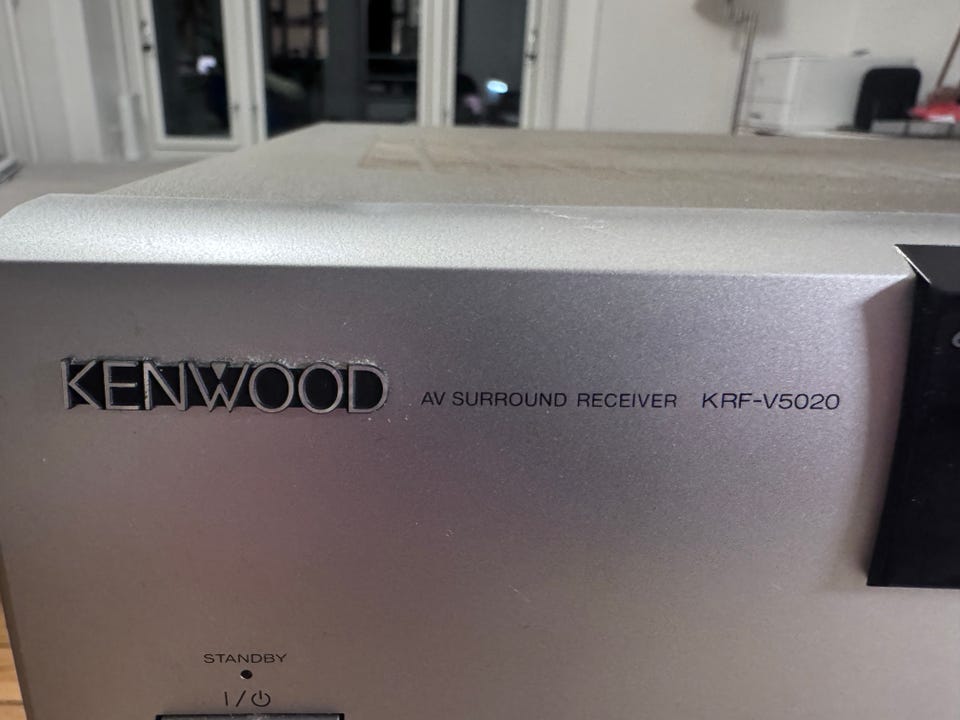 KENWOOD AV SURROUND RECEIVER KRF-V5020
STANDBY
I/⏻